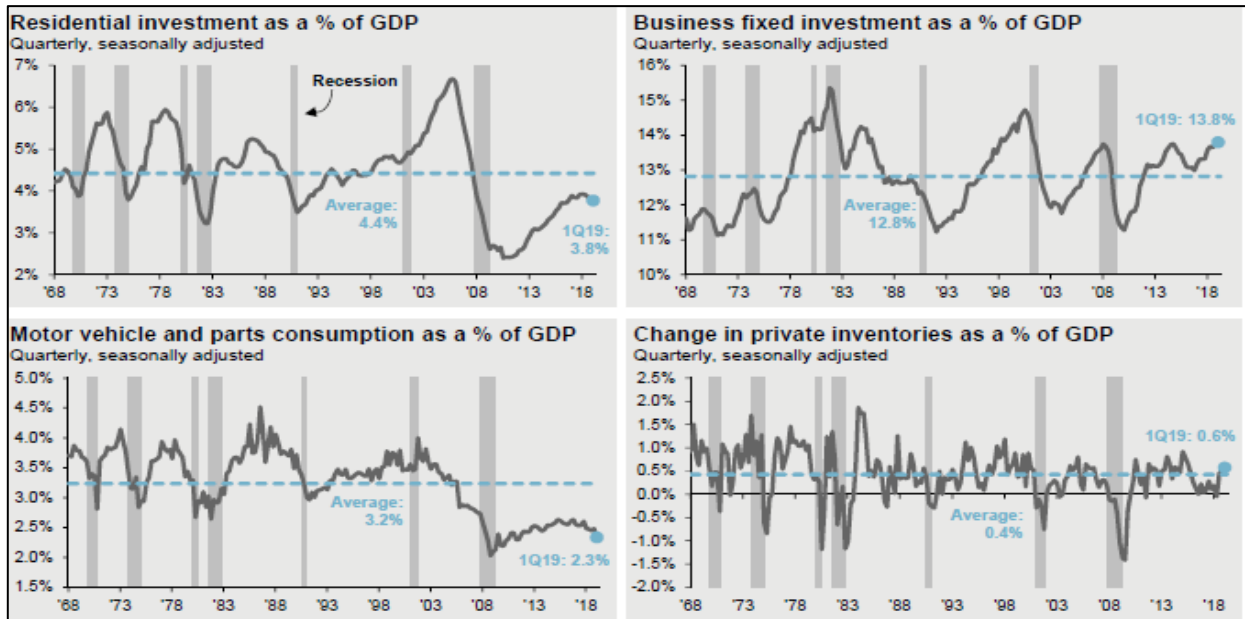 Residential investment as a % of GDP
Quarterly, seasonally adjusted
7%
6%
5%
4%
3%
2%
Recession
Average:
4.4%
1Q19:
3.8%
'68 '73 '78 '83 '88 '93 '98 '03 '08 '13 '18
Business fixed investment as a % of GDP
Quarterly, seasonally adjusted
16%
15%
14%
13%
12%
11%
10%
1Q19: 13.8%
Average:
12.8%
'68 '73 '78 '83 '88 '93 '98 '03 '08 '13 '18
Motor vehicle and parts consumption as a % of GDP
Quarterly, seasonally adjusted
5.0%
4.5%
4.0%
3.5%
3.0%
2.5%
2.0%
1.5%
Average:
3.2%
1Q19: 2.3%
'68 '73 '78 '83 '88 '93 '98 '03 '08 '13 '18
Change in private inventories as a % of GDP
Quarterly, seasonally adjusted
2.5%
2.0%
1.5%
1.0%
0.5%
0.0%
-0.5%
-1.0%
-1.5%
-2.0%
1Q19: 0.6%
Average:
0.4%
'68 '73 '78 '83 '88 '93 '98 '03 '08 '13 '18